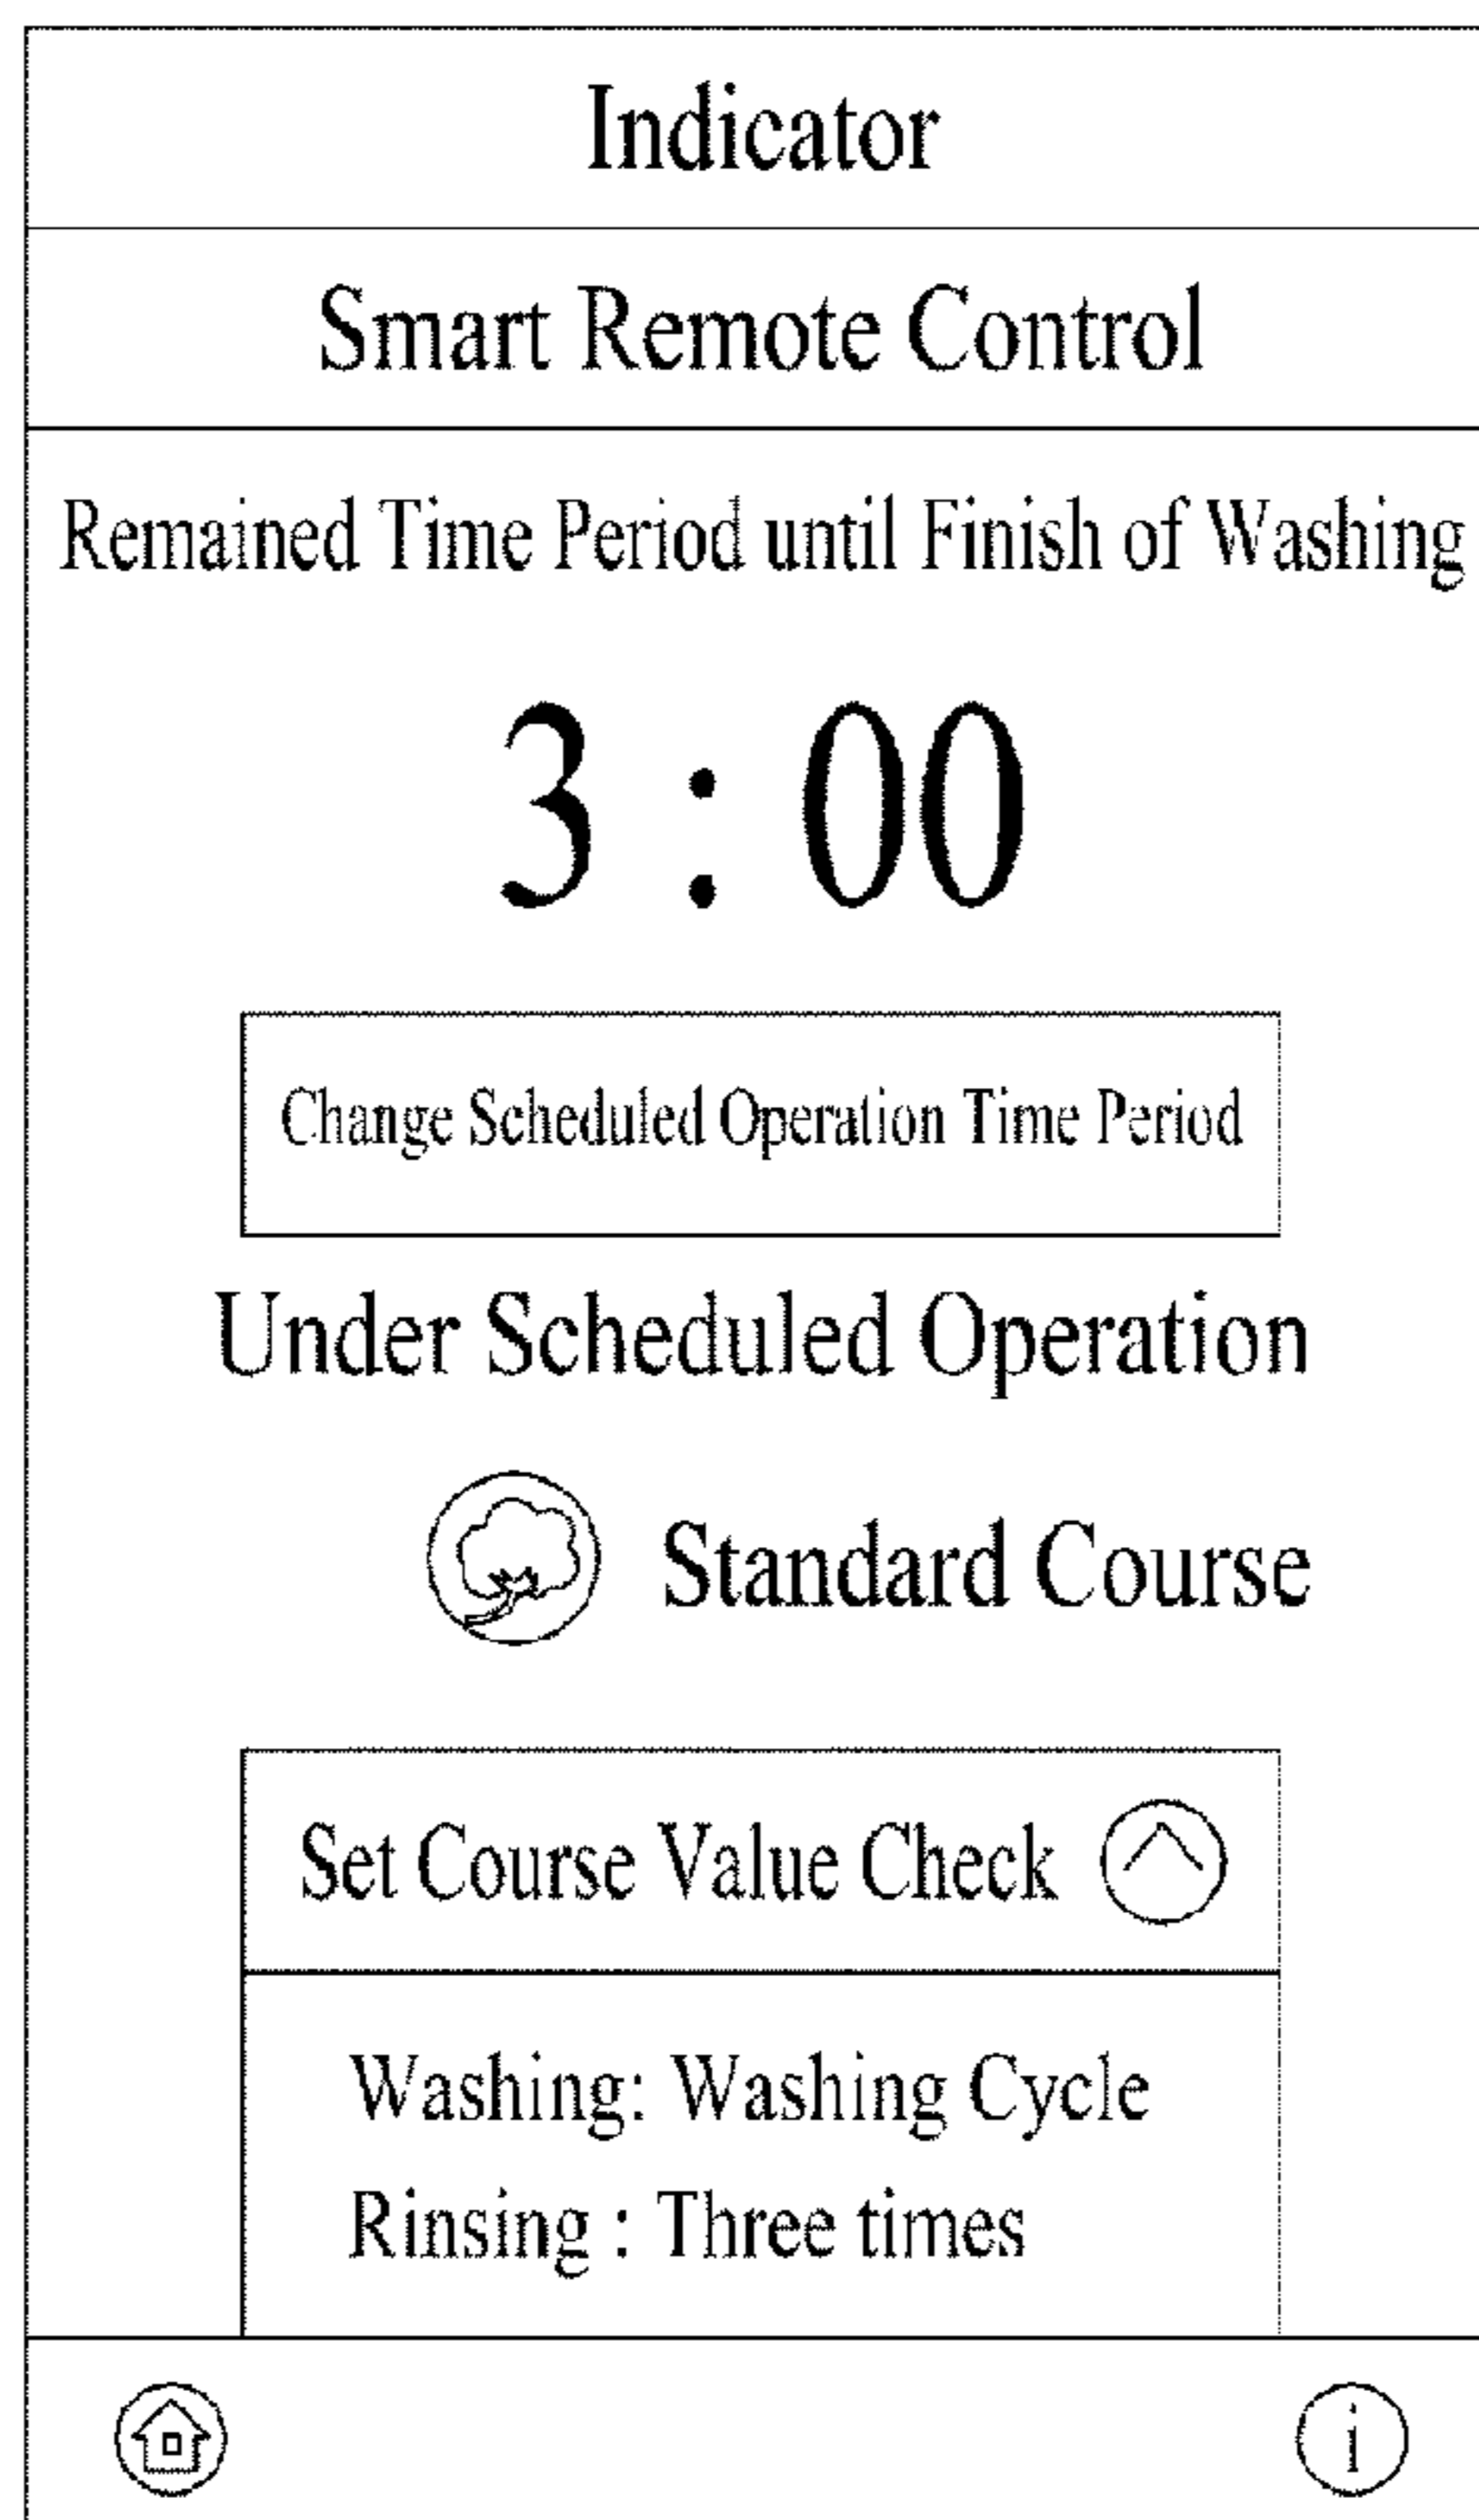 Indicator
Smart Remote Control
Remained Time Period until Finish of Washing
3 : 00
Change Scheduled Operation Time Period
Under Scheduled Operation
Standard Course
Set Course Value Check
Washing: Washing Cycle
Rinsing : Three times
i